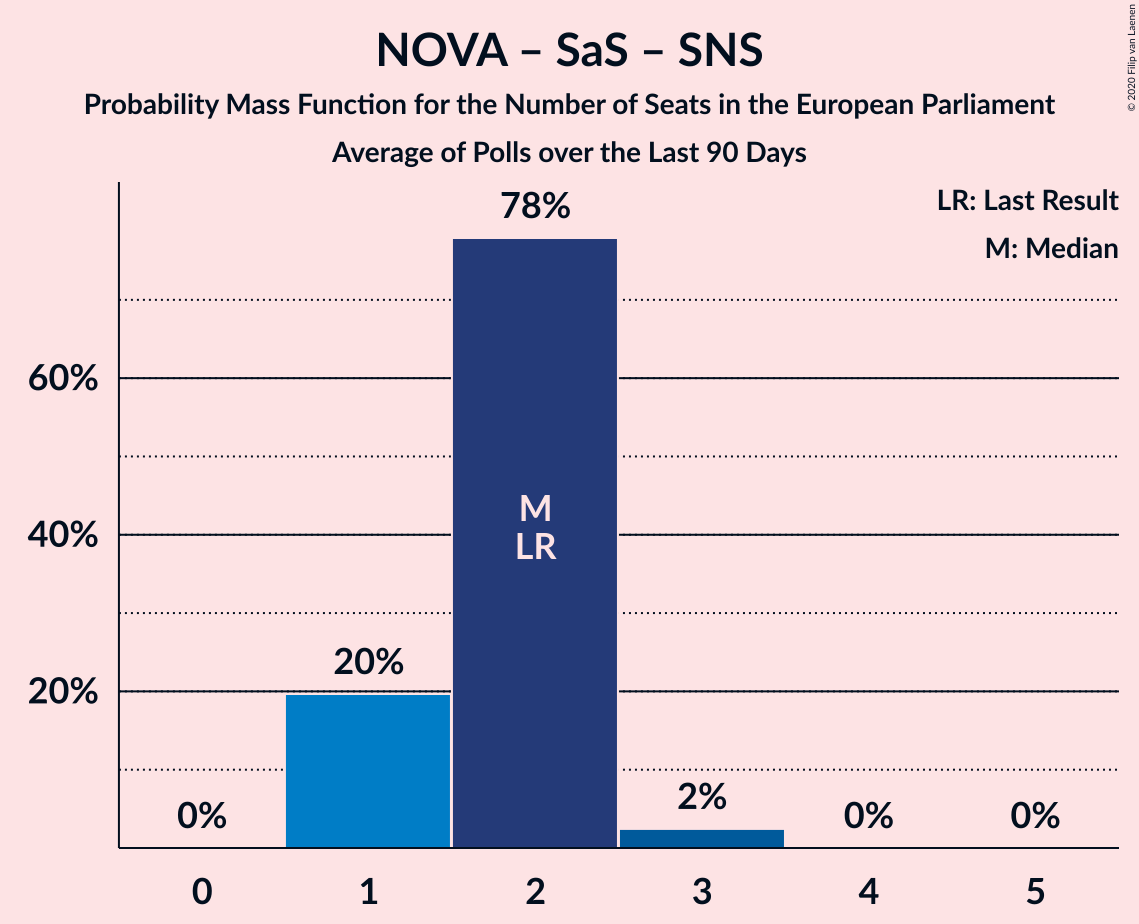 NOVA – SaS – SNS
Probability Mass Function for the Number of Seats in the European Parliament
Average of Polls over the Last 90 Days
© 2020 Filip van Laenen
LR: Last Result
M: Median
78%
60%
M
40%
LR
20%
20%
0%
2%
0%
0%
0 1 2 3 4 5